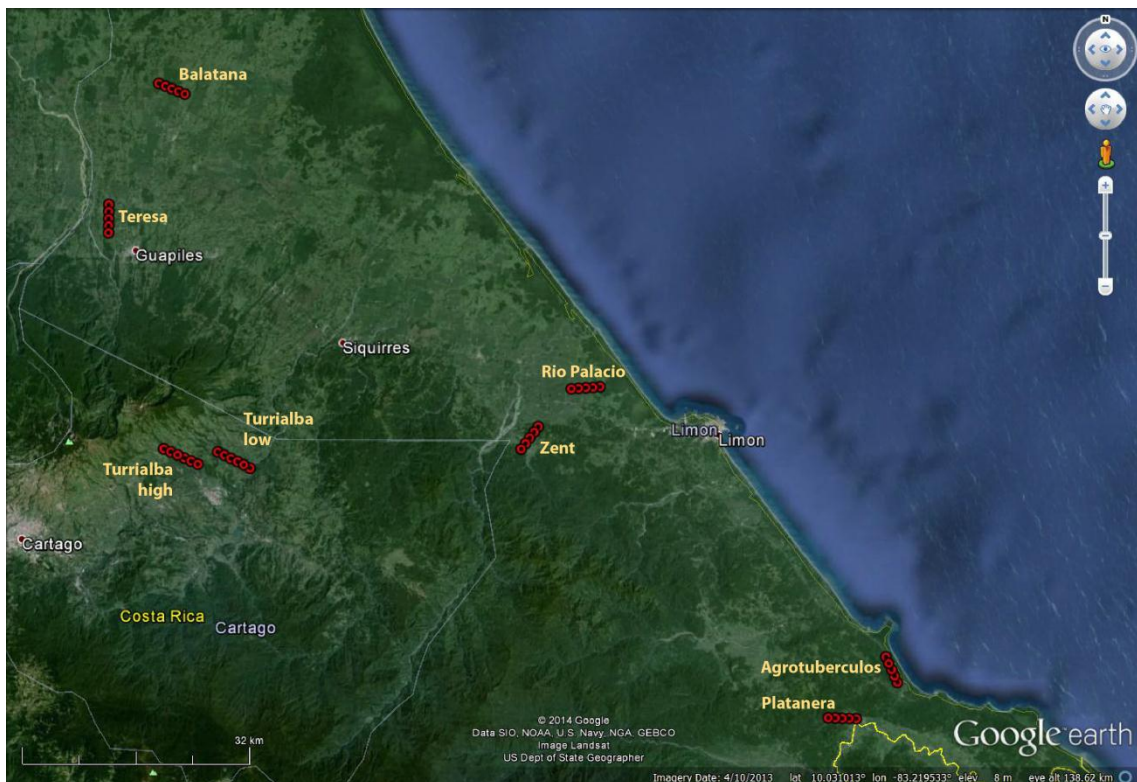 N
Balatana
Teresa
Guapiles
Siquirres
Rio Palacio
Turrialba
low
Limon
Limon
Zent
Turrialba
high
Cartago
Costa Rica
Cartago
Agrotuberculos
Platanera
© 2014 Google
Data SIO, NOAA, U.S. Navy, NGA, GEBCO
Image Landsat
US Dept of State Geographer
Google earth
32 km
Imagery Date: 4/10/2013 lat 10.031013° lon -83.219533° elev 8 m eye alt 138.62 km